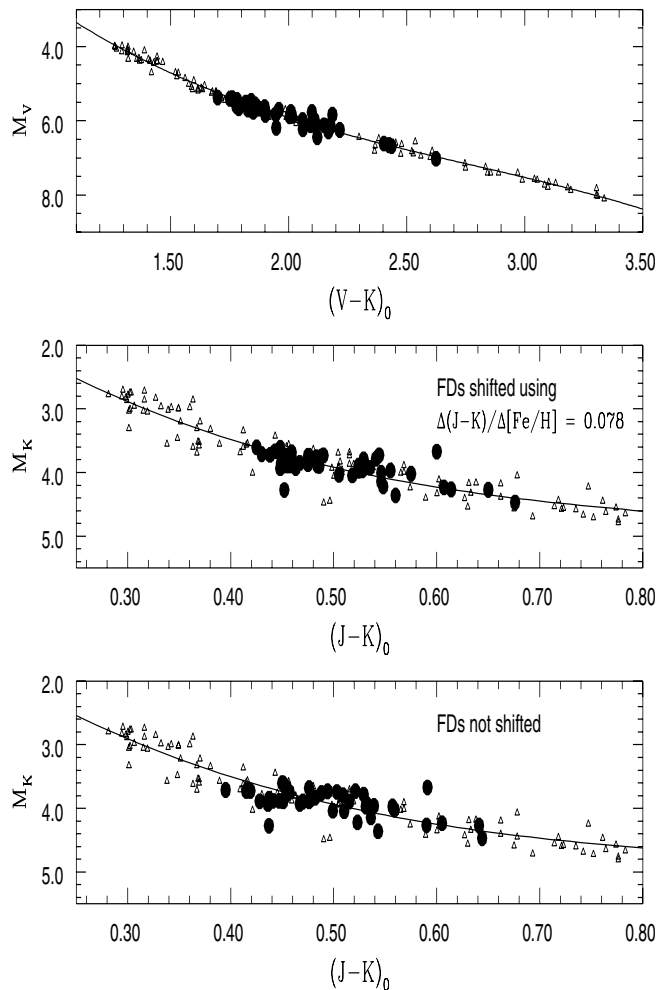 4.0
6.0
8.0
M_V
1.50 2.00 2.50 3.00 3.50
(V−K)_0
2.0
3.0
4.0
5.0
M_K
FDs shifted using
Δ(J−K)/Δ[Fe/H] = 0.078
0.30 0.40 0.50 0.60 0.70 0.80
(J−K)_0
2.0
3.0
4.0
5.0
M_K
FDs not shifted
0.30 0.40 0.50 0.60 0.70 0.80
(J−K)_0